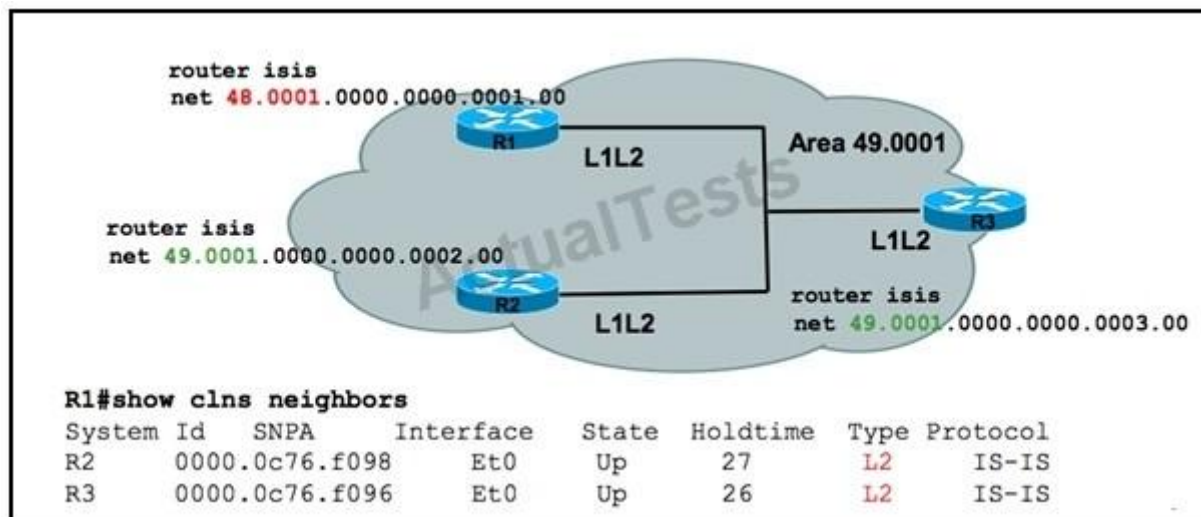 router isis
net 48.0001.0000.0000.0001.00
R1
L1L2
Area 49.0001
R3
L1L2
router isis
net 49.0001.0000.0000.0002.00
R2
L1L2
router isis
net 49.0001.0000.0000.0003.00
ActualTests
R1#show clns neighbors
System Id SNPA Interface State Holdtime Type Protocol
R2 0000.0c76.f098 Et0 Up 27 L2 IS-IS
R3 0000.0c76.f096 Et0 Up 26 L2 IS-IS